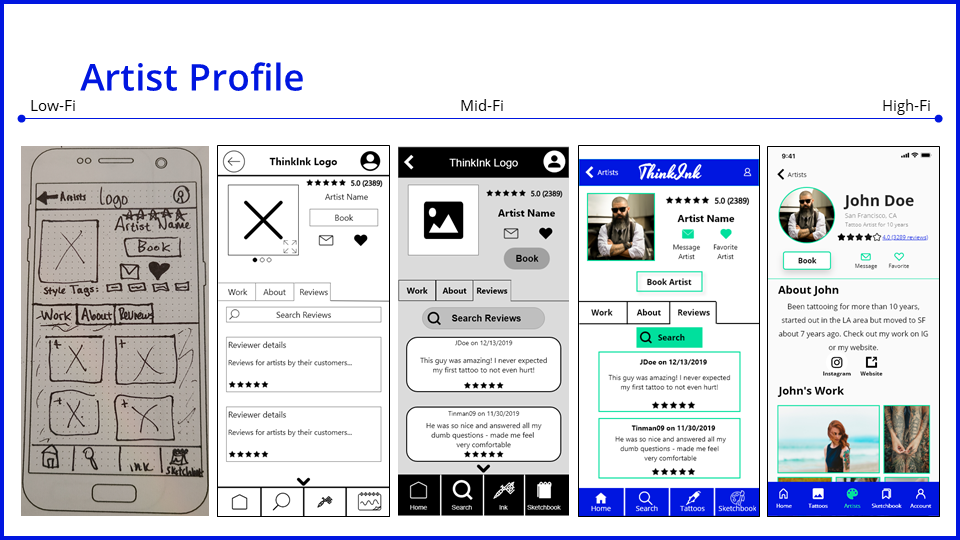 Artist Profile
Low-Fi
Mid-Fi
High-Fi
Artists
logo
Artist Name
Book
Style Tags:
Work About Reviews
ink
Sketchbook
ThinkInk Logo
5.0 (2389)
Artist Name
Book
Work About Reviews
Search Reviews
Reviewer details
Reviews for artists by their customers...
Reviewer details
Reviews for artists by their customers...
ThinkInk Logo
5.0 (2389)
Artist Name
Book
Work About Reviews
Search Reviews
JDoe on 12/13/2019
This guy was amazing! I never expected
my first tattoo to not even hurt!
Tinman09 on 11/30/2019
He was so nice and answered all my
dumb questions - made me feel
very comfortable
Home Search Ink Sketchbook
Artists
ThinkInk
5.0 (2389)
Artist Name
Message
Artist
Favorite
Artist
Book Artist
Work About Reviews
Search
JDoe on 12/13/2019
This guy was amazing! I never expected
my first tattoo to not even hurt!
Tinman09 on 11/30/2019
He was so nice and answered all my
dumb questions - made me feel
very comfortable
Home Search Tattoos Sketchbook
9:41
Artists
John Doe
San Francisco, CA
Tattoo Artist for 10 years
4.0 (3289 reviews)
Book
Message
Favorite
About John
Been tattooing for more than 10 years,
started out in the LA area but moved to SF
about 7 years ago. Check out my work on IG
or my website.
Instagram Website
John's Work
Home Tattoos Artists Sketchbook Account